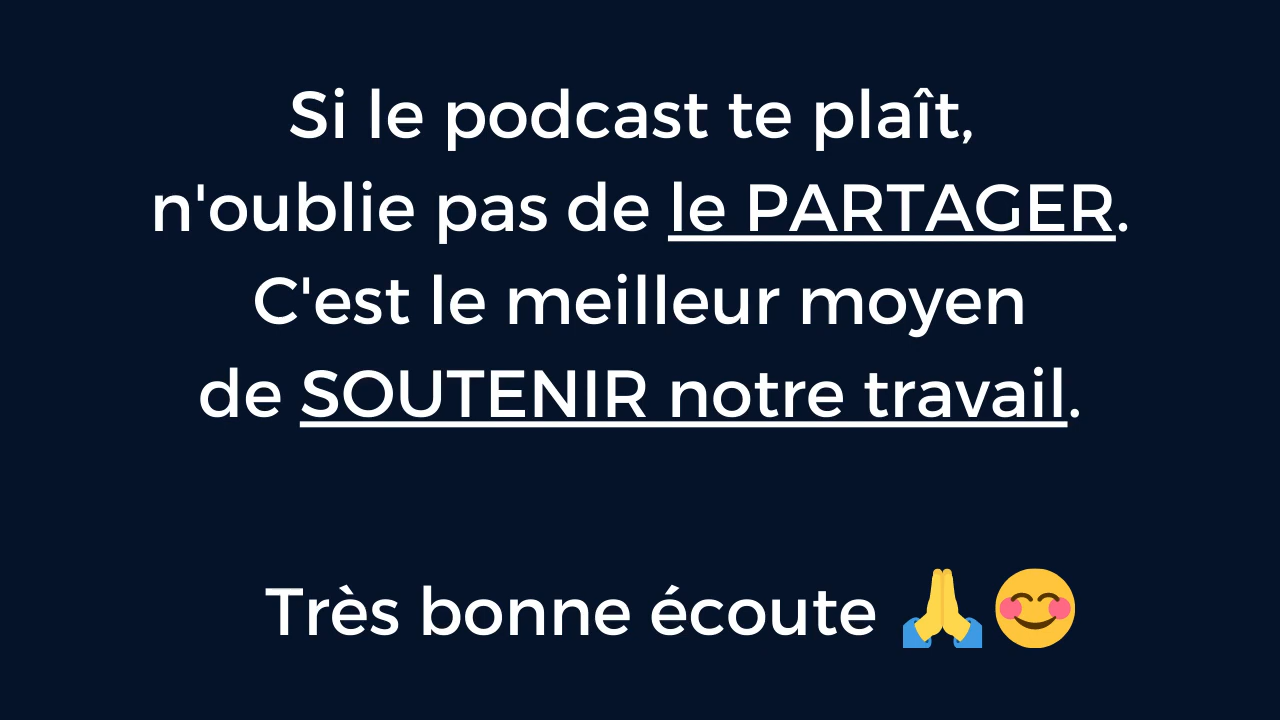 Si le podcast te plaît,
n'oublie pas de le PARTAGER.
C'est le meilleur moyen
de SOUTENIR notre travail.
Très bonne écoute 🙏😊